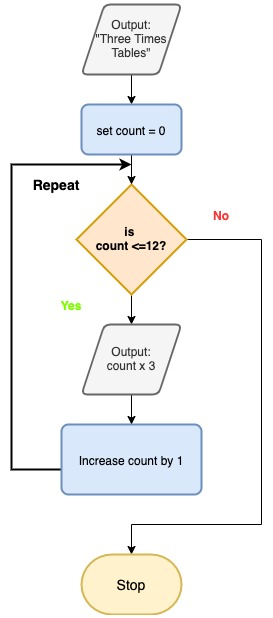 Output:
"Three Times
Tables"
set count = 0
Repeat
is
count <=12?
No
Yes
Output:
count x 3
Increase count by 1
Stop